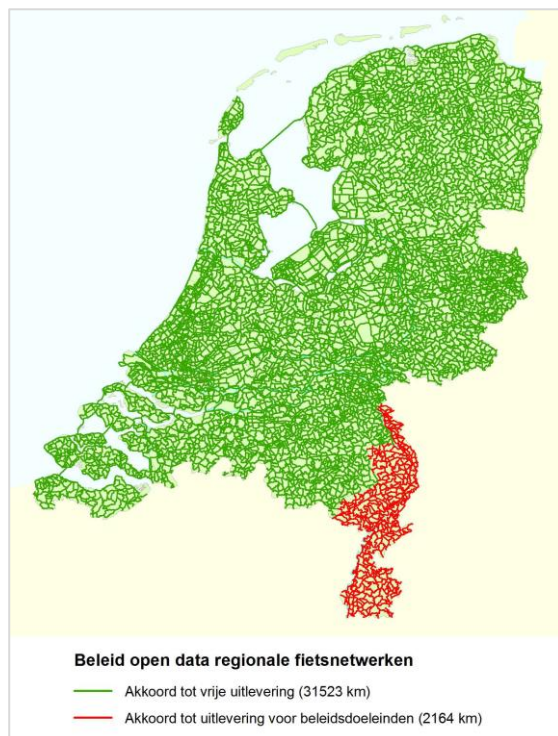 Beleid open data regionale fietsnetwerken
Akkoord tot vrije uitlevering (31523 km)
Akkoord tot uitlevering voor beleidsdoeleinden (2164 km)